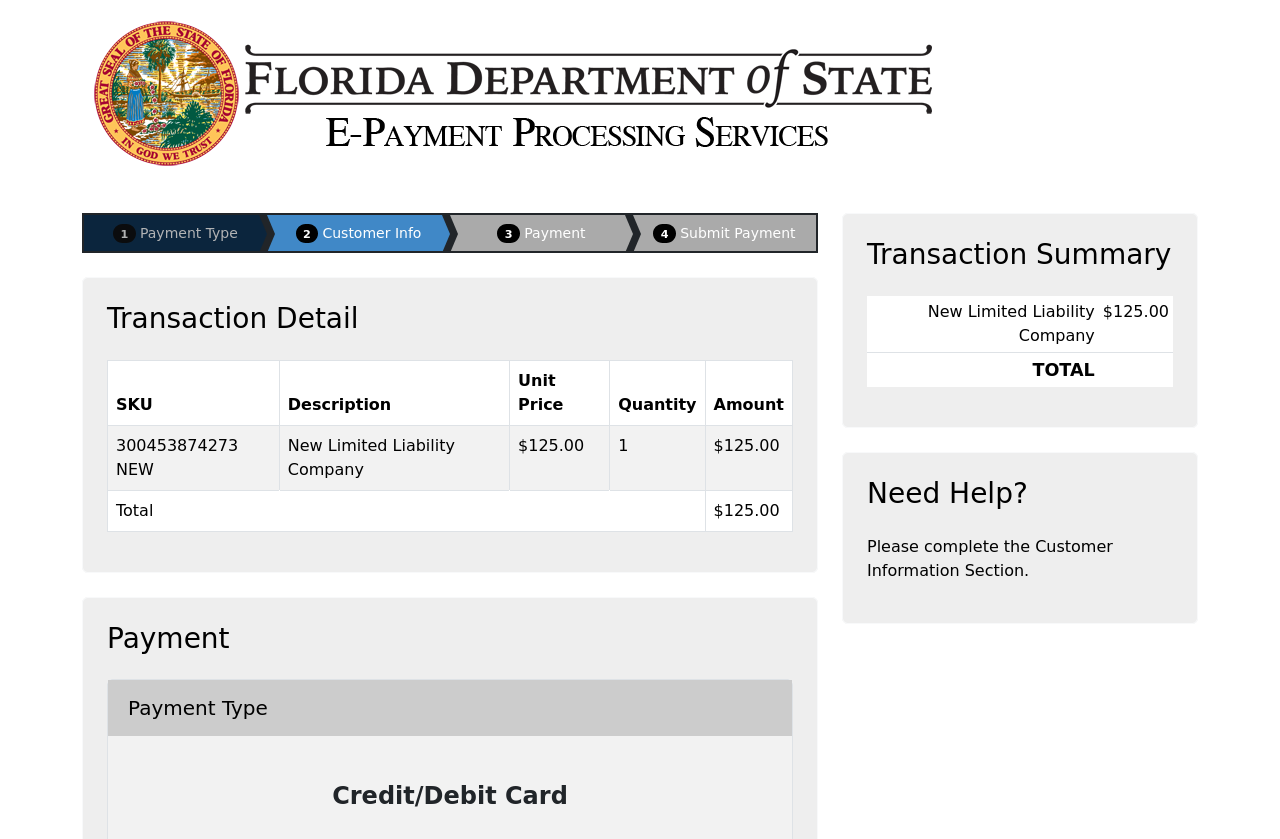 GREAT SEAL OF THE STATE OF FLORIDA
IN GOD WE TRUST
FLORIDA DEPARTMENT of STATE
E-PAYMENT PROCESSING SERVICES
1 Payment Type 2 Customer Info 3 Payment 4 Submit Payment
Transaction Detail
SKU Description Unit Price Quantity Amount
300453874273 NEW New Limited Liability Company $125.00 1 $125.00
Total $125.00
Payment
Payment Type
Credit/Debit Card
Transaction Summary
New Limited Liability $125.00
Company
TOTAL
Need Help?
Please complete the Customer
Information Section.